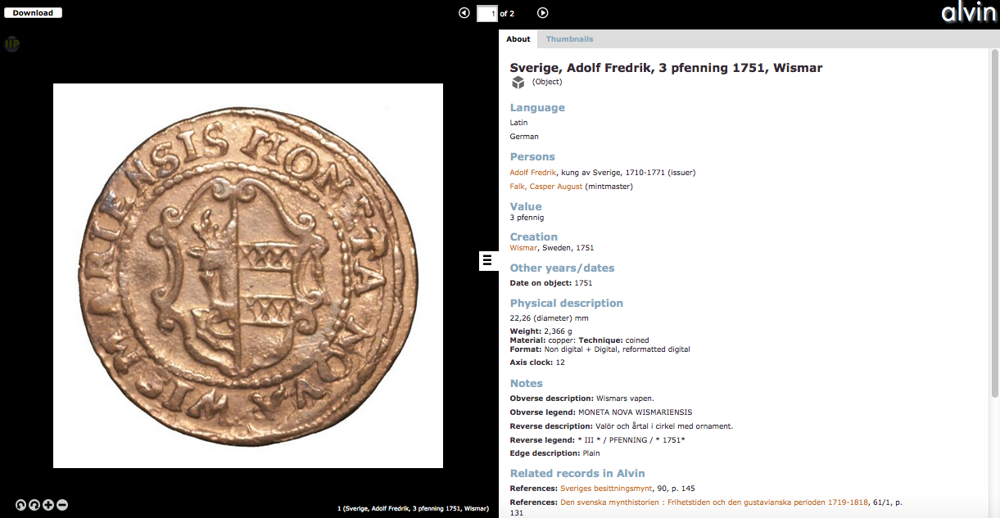 Download
1 of 2
alvin
IIP
WISMARIENSIS MONETA NOVA
1 (Sverige, Adolf Fredrik, 3 pfenning 1751, Wismar)
About
Thumbnails
Sverige, Adolf Fredrik, 3 pfenning 1751, Wismar
(Object)
Language
Latin
German
Persons
Adolf Fredrik, kung av Sverige, 1710-1771 (issuer)
Falk, Casper August (mintmaster)
Value
3 pfennig
Creation
Wismar, Sweden, 1751
Other years/dates
Date on object: 1751
Physical description
22,26 (diameter) mm
Weight: 2,366 g
Material: copper: Technique: coined
Format: Non digital + Digital, reformatted digital
Axis clock: 12
Notes
Obverse description: Wismars vapen.
Obverse legend: MONETA NOVA WISMARIENSIS
Reverse description: Valör och årtal i cirkel med ornament.
Reverse legend: * III * / PFENNING / * 1751*
Edge description: Plain
Related records in Alvin
References: Sveriges besittningsmynt, 90, p. 145
References: Den svenska mynthistorien : Frihetstiden och den gustavianska perioden 1719-1818, 61/1, p.
131